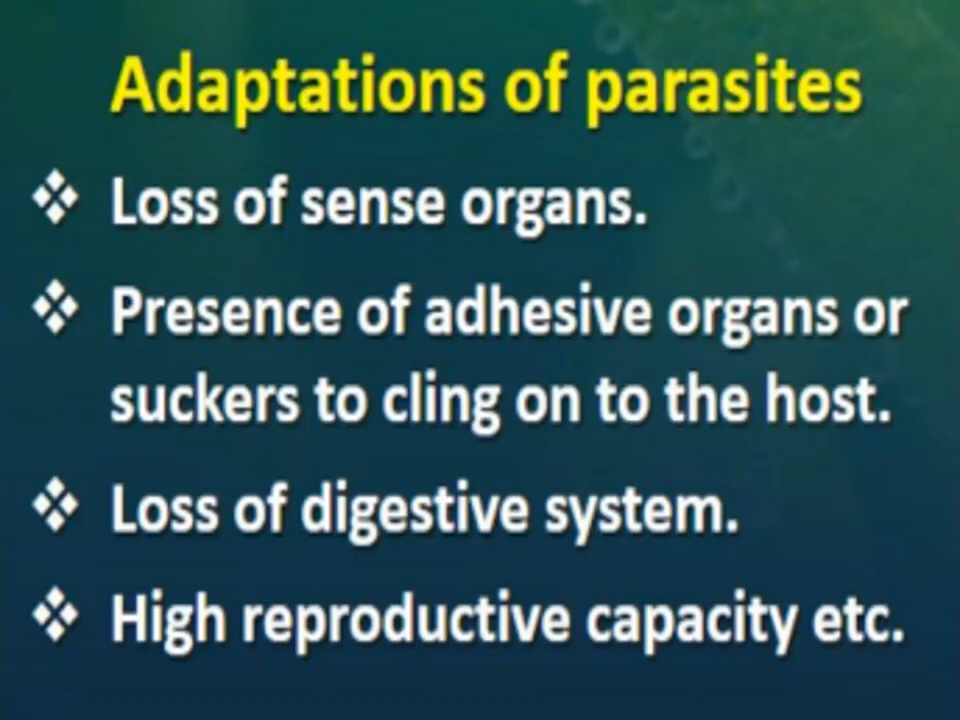 Adaptations of parasites
❖ Loss of sense organs.
❖ Presence of adhesive organs or
suckers to cling on to the host.
❖ Loss of digestive system.
❖ High reproductive capacity etc.